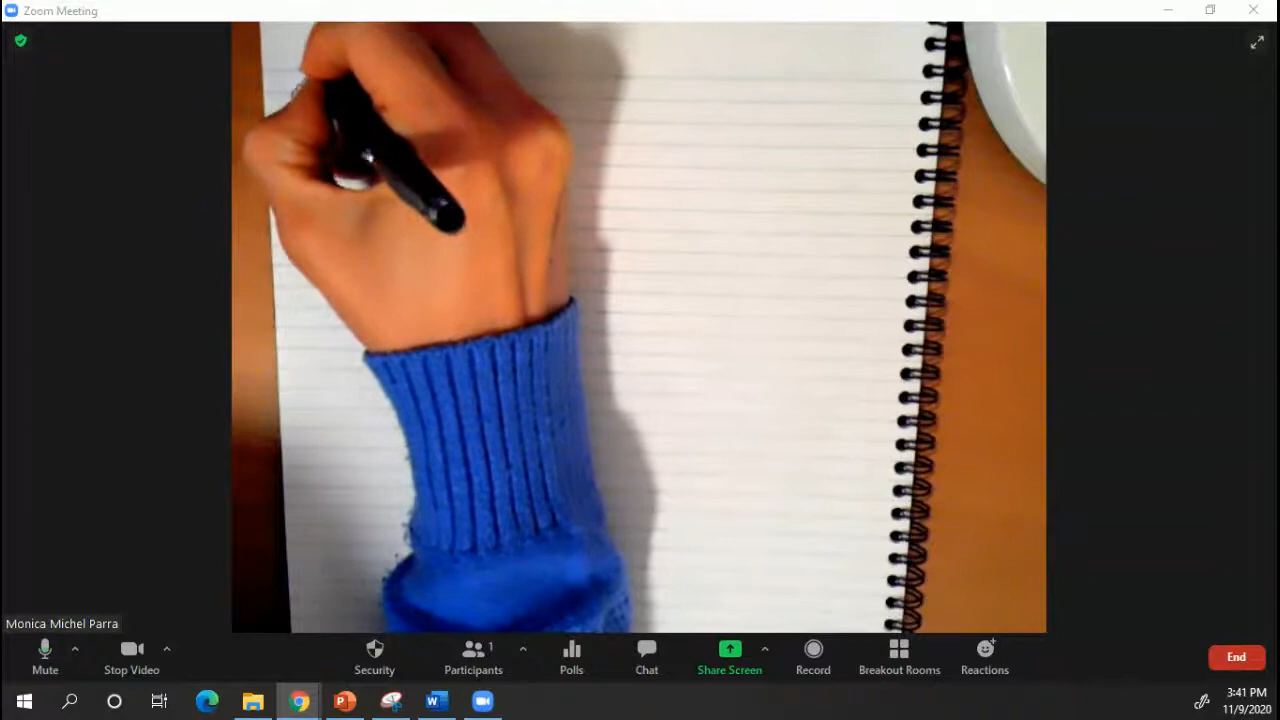 Zoom Meeting
Monica Michel Parra
Mute
Stop Video
Security
Participants
1
Polls
Chat
Share Screen
Record
Breakout Rooms
Reactions
End
3:41 PM
11/9/2020